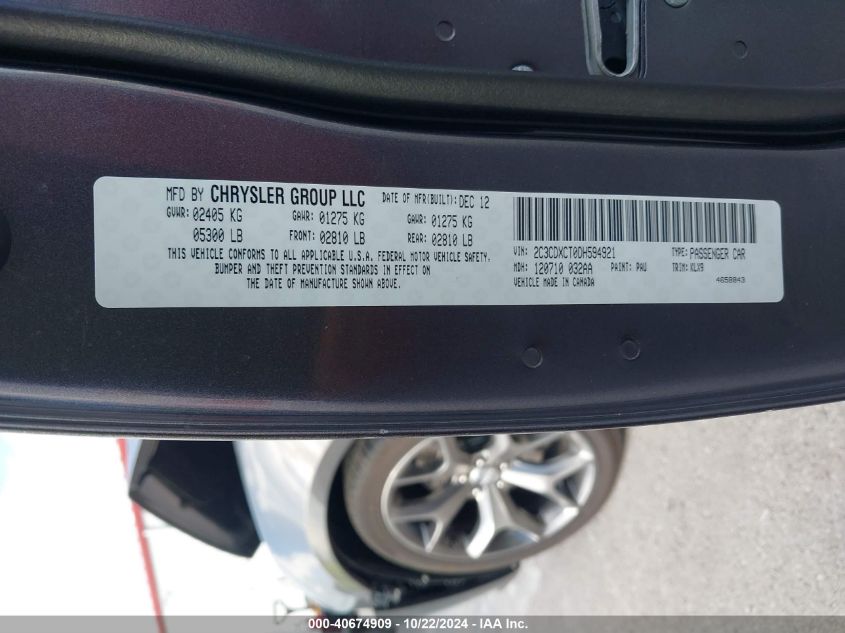 MFD BY CHRYSLER GROUP LLC DATE OF MFR(BUILT): DEC 12
GVWR: 02405 KG GAWR: 01275 KG GAWR: 01275 KG
05300 LB FRONT: 02810 LB REAR: 02810 LB
THIS VEHICLE CONFORMS TO ALL APPLICABLE U.S.A. FEDERAL MOTOR VEHICLE SAFETY,
BUMPER AND THEFT PREVENTION STANDARDS IN EFFECT ON
THE DATE OF MANUFACTURE SHOWN ABOVE.
VIN: 2C3CDXCT0DH594921 TYPE: PASSENGER CAR
MDH: 120710 032AA PAINT: PAU TRIM: KLX9
VEHICLE MADE IN CANADA 4658043
000-40674909 - 10/22/2024 - IAA Inc.